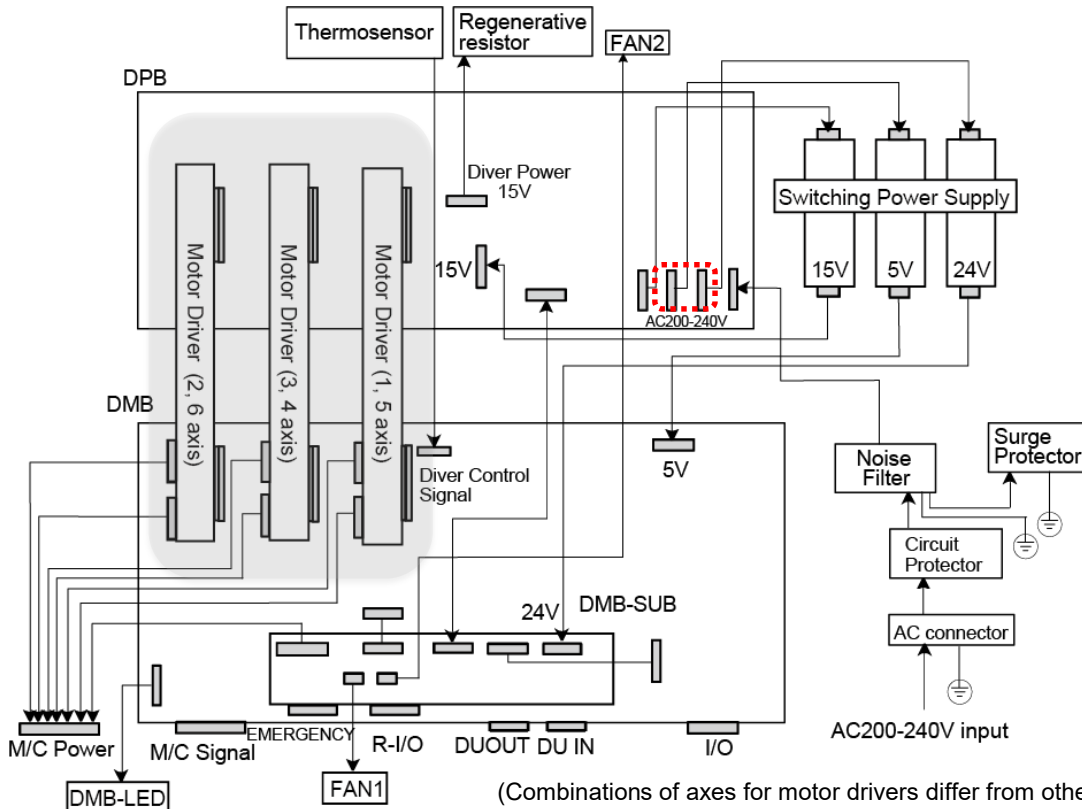 Thermosensor
Regenerative
resistor
FAN2
DPB
Diver Power
15V
Switching Power Supply
15V
15V
5V
24V
AC200-240V
Motor Driver (2, 6 axis)
Motor Driver (3, 4 axis)
Motor Driver (1, 5 axis)
DMB
Diver Control
Signal
5V
Noise
Filter
Surge
Protector
Circuit
Protector
24V
DMB-SUB
AC connector
AC200-240V input
M/C Power
M/C Signal
EMERGENCY
R-I/O
DUOUT
DU IN
I/O
DMB-LED
FAN1
(Combinations of axes for motor drivers differ from othe